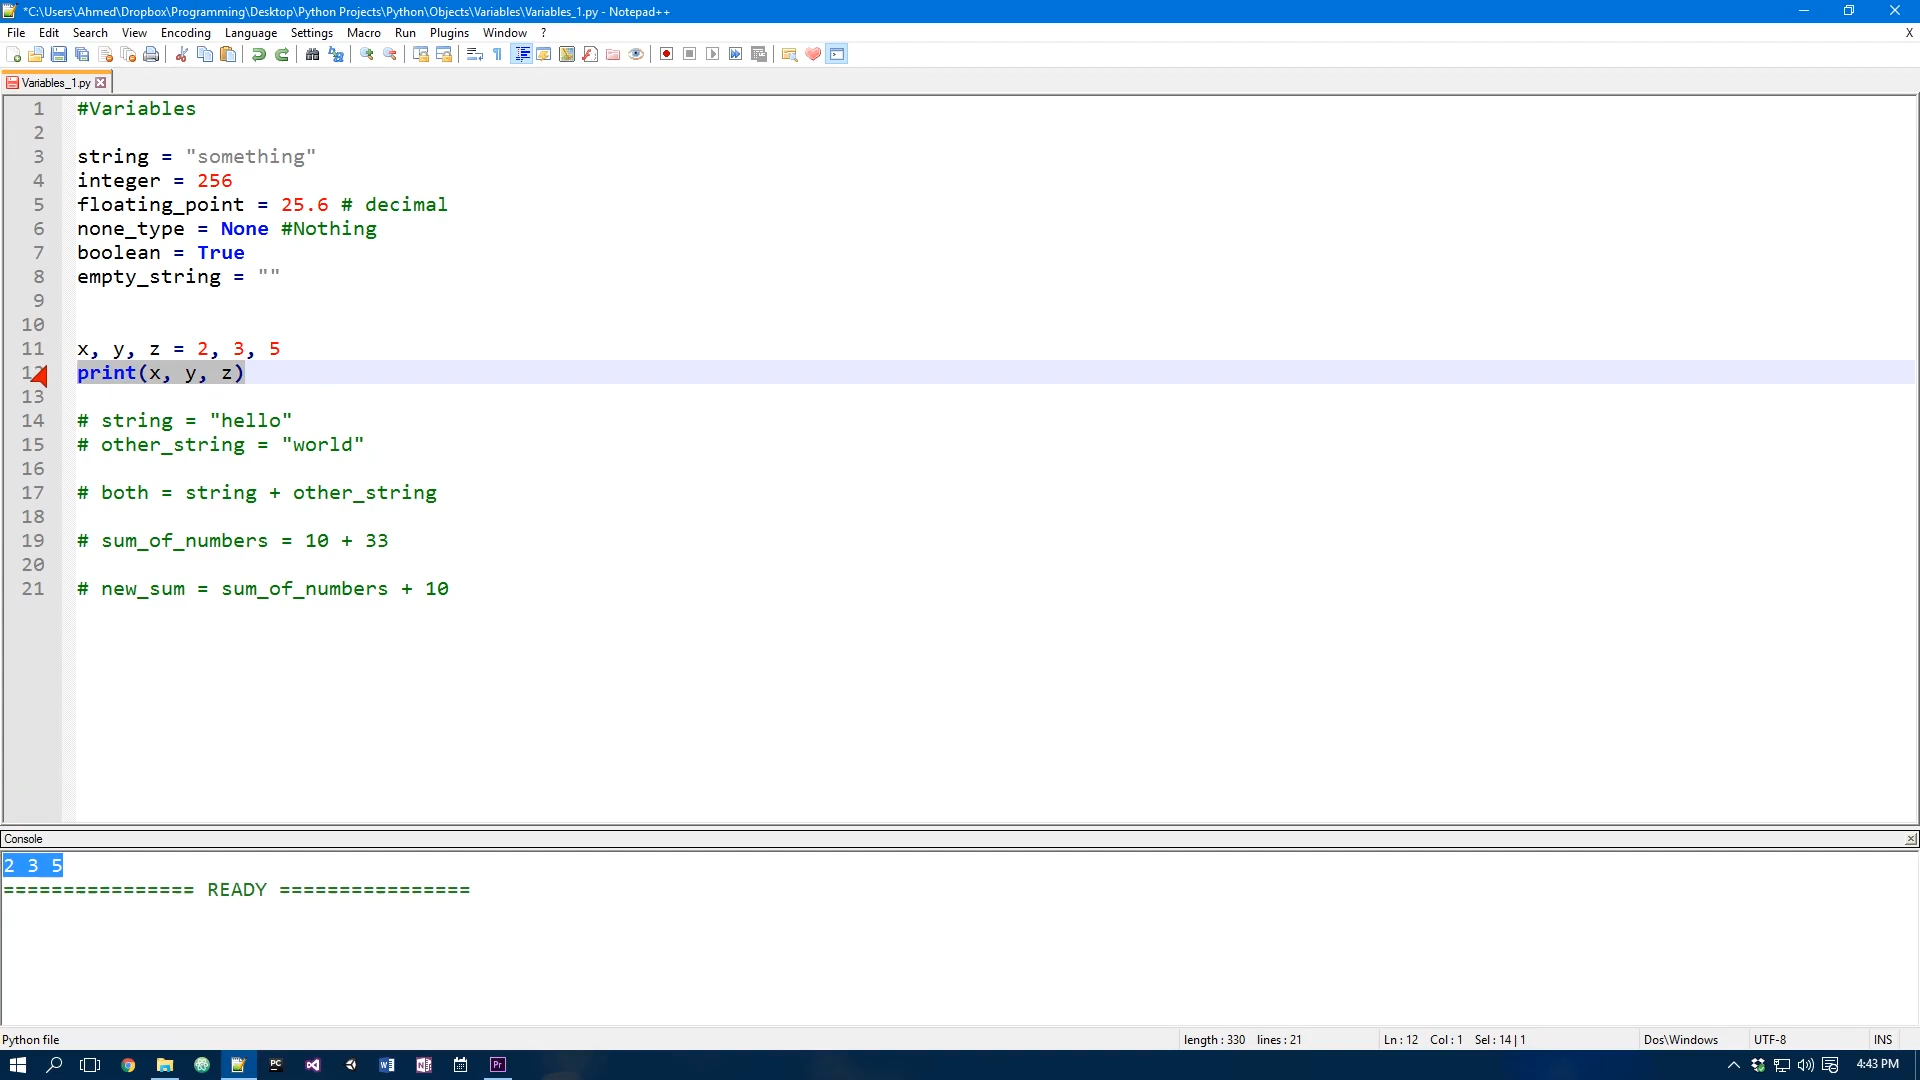 *C:\Users\Ahmed\Dropbox\Programming\Desktop\Python Projects\Python\Objects\Variables\Variables_1.py - Notepad++
File Edit Search View Encoding Language Settings Macro Run Plugins Window ? X
Variables_1.py
1 #Variables
2
3 string = "something"
4 integer = 256
5 floating_point = 25.6 # decimal
6 none_type = None #Nothing
7 boolean = True
8 empty_string = ""
9
10
11 x, y, z = 2, 3, 5
12 print(x, y, z)
13
14 # string = "hello"
15 # other_string = "world"
16
17 # both = string + other_string
18
19 # sum_of_numbers = 10 + 33
20
21 # new_sum = sum_of_numbers + 10
Console
2 3 5
================ READY ================
Python file length : 330 lines : 21 Ln : 12 Col : 1 Sel : 14 | 1 Dos\Windows UTF-8 INS
PC Pr 4:43 PM